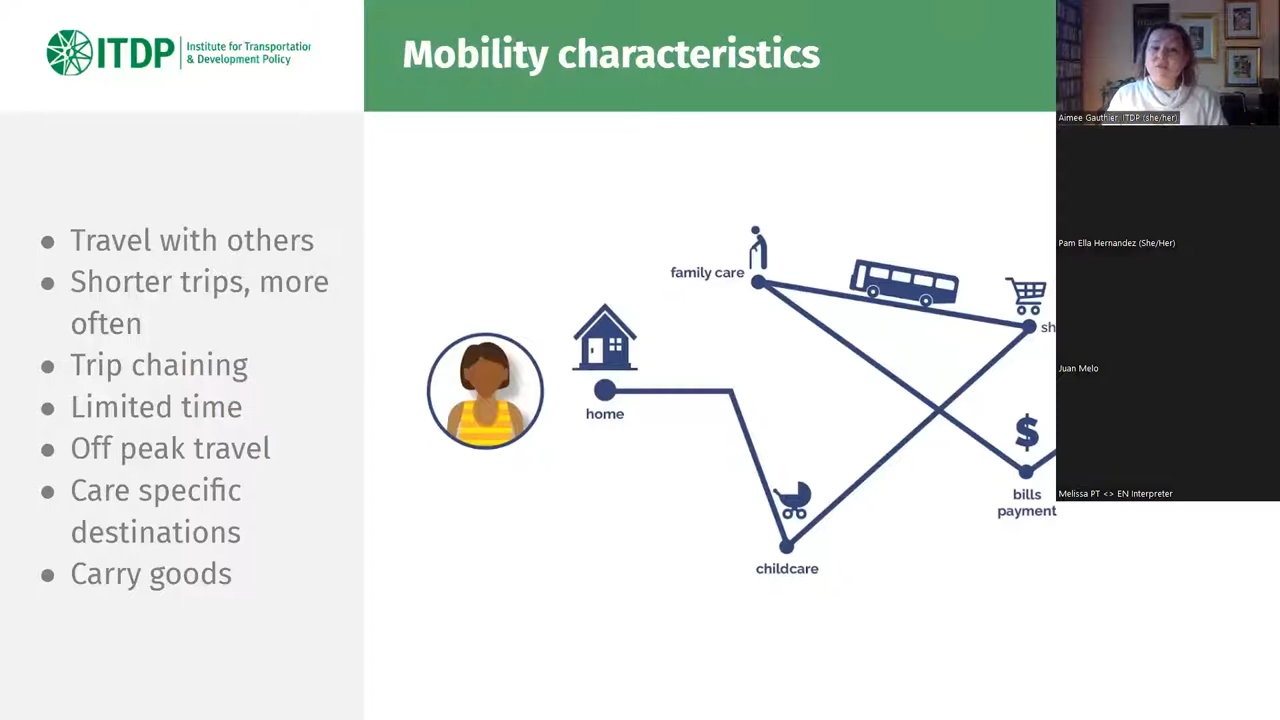 ITDP
Institute for Transportation
& Development Policy
Mobility characteristics
● Travel with others
● Shorter trips, more
often
● Trip chaining
● Limited time
● Off peak travel
● Care specific
destinations
● Carry goods
family care
sh
home
$
bills
payment
childcare
Aimee Gauthier, ITDP (she/her)
Pam Ella Hernandez (She/Her)
Juan Melo
Melissa PT <> EN Interpreter